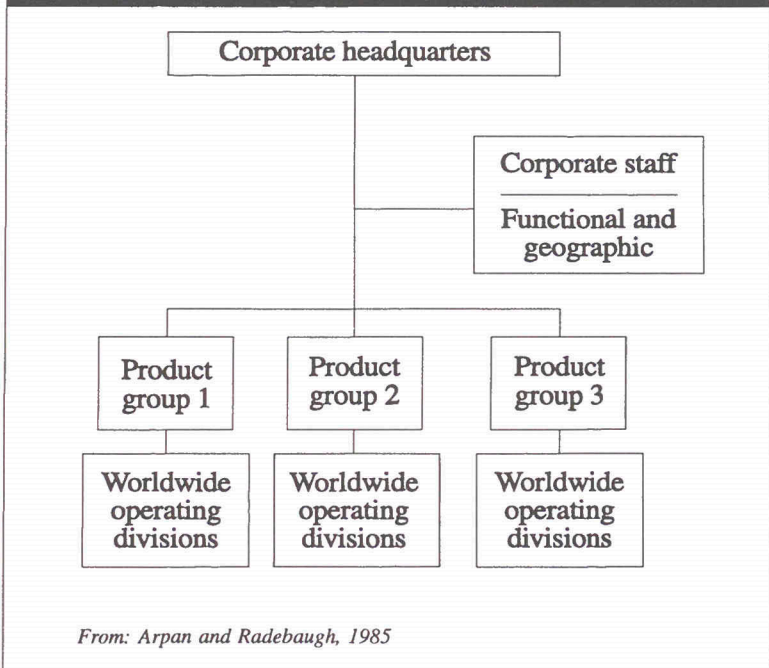 Corporate headquarters
Corporate staff
Functional and
geographic
Product
group 1
Product
group 2
Product
group 3
Worldwide
operating
divisions
Worldwide
operating
divisions
Worldwide
operating
divisions
From: Arpan and Radebaugh, 1985